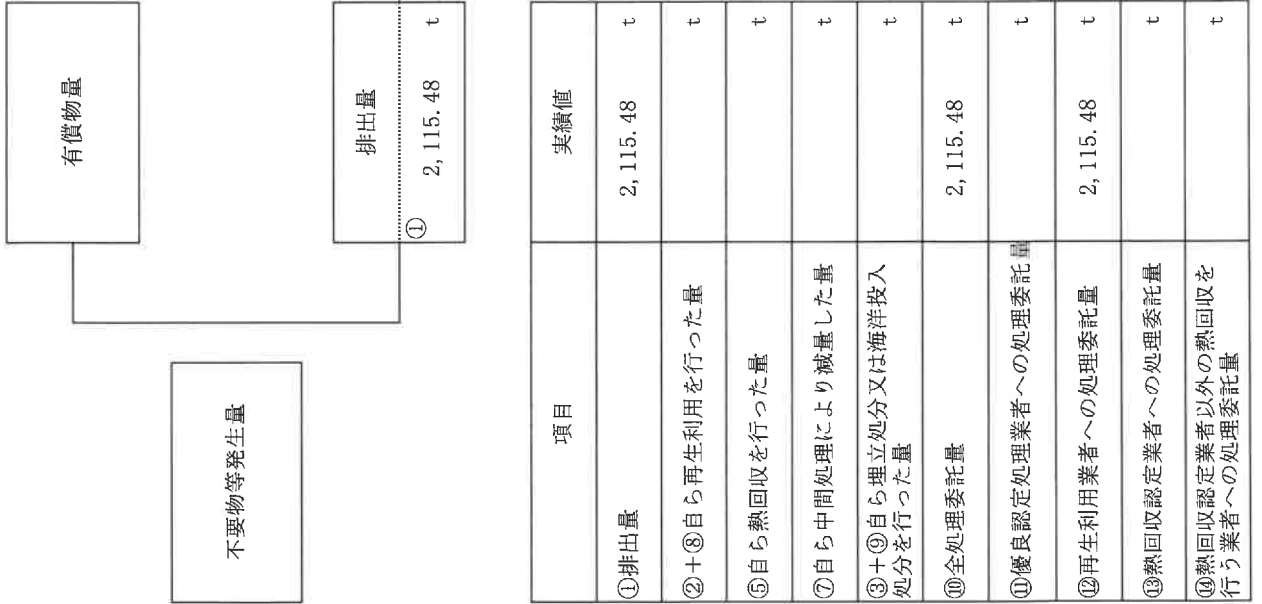 有償物量
不要物等発生量
排出量
① 2,115.48 t
項目 実績値
①排出量 2,115.48 t
②+⑧自ら再生利用を行った量 t
⑤自ら熱回収を行った量 t
⑦自ら中間処理により減量した量 t
③+⑨自ら埋立処分又は海洋投入
処分を行った量 t
⑩全処理委託量 2,115.48 t
⑪優良認定処理業者への処理委託量 t
⑫再生利用業者への処理委託量 2,115.48 t
⑬熱回収認定業者への処理委託量 t
⑭熱回収認定業者以外の熱回収を
行う業者への処理委託量 t